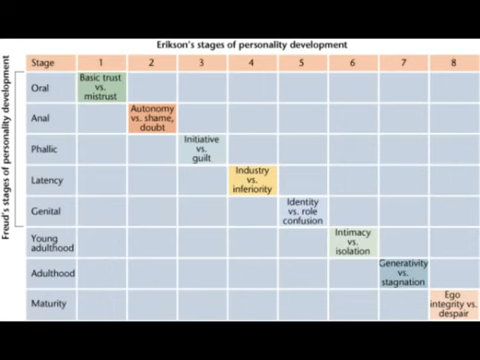 Erikson's stages of personality development
Freud's stages of personality development
Stage 1 2 3 4 5 6 7 8
Oral
Basic trust
vs.
mistrust
Anal
Autonomy
vs. shame,
doubt
Phallic
Initiative
vs.
guilt
Latency
Industry
vs.
inferiority
Genital
Identity
vs. role
confusion
Young
adulthood
Intimacy
vs.
isolation
Adulthood
Generativity
vs.
stagnation
Maturity
Ego
integrity vs.
despair